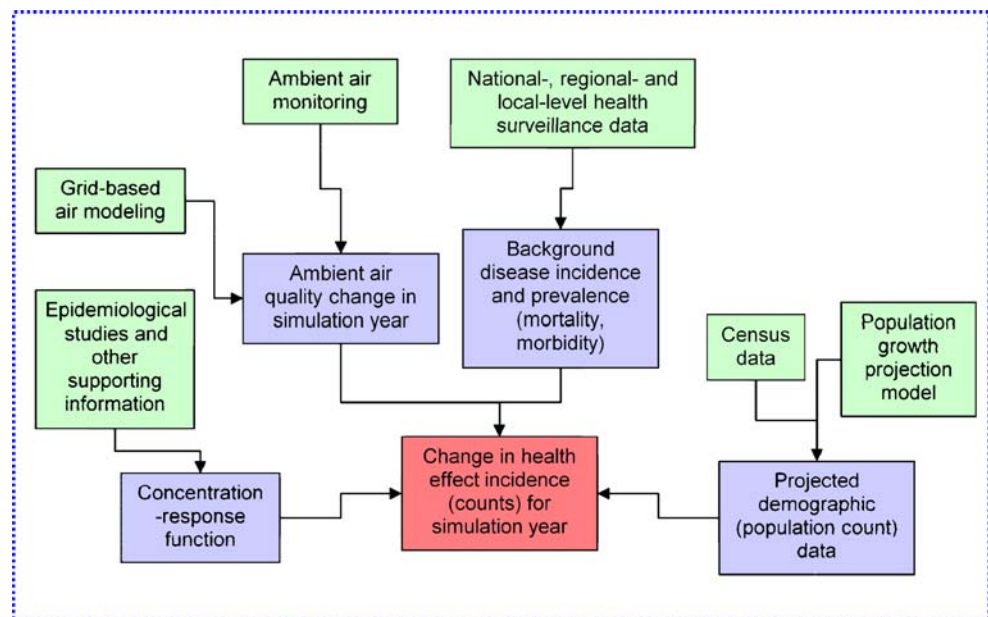 Ambient air
monitoring
National-, regional- and
local-level health
surveillance data
Grid-based
air modeling
Ambient air
quality change in
simulation year
Background
disease incidence
and prevalence
(mortality,
morbidity)
Epidemiological
studies and
other
supporting
information
Census
data
Population
growth
projection
model
Concentration
-response
function
Change in health
effect incidence
(counts) for
simulation year
Projected
demographic
(population count)
data